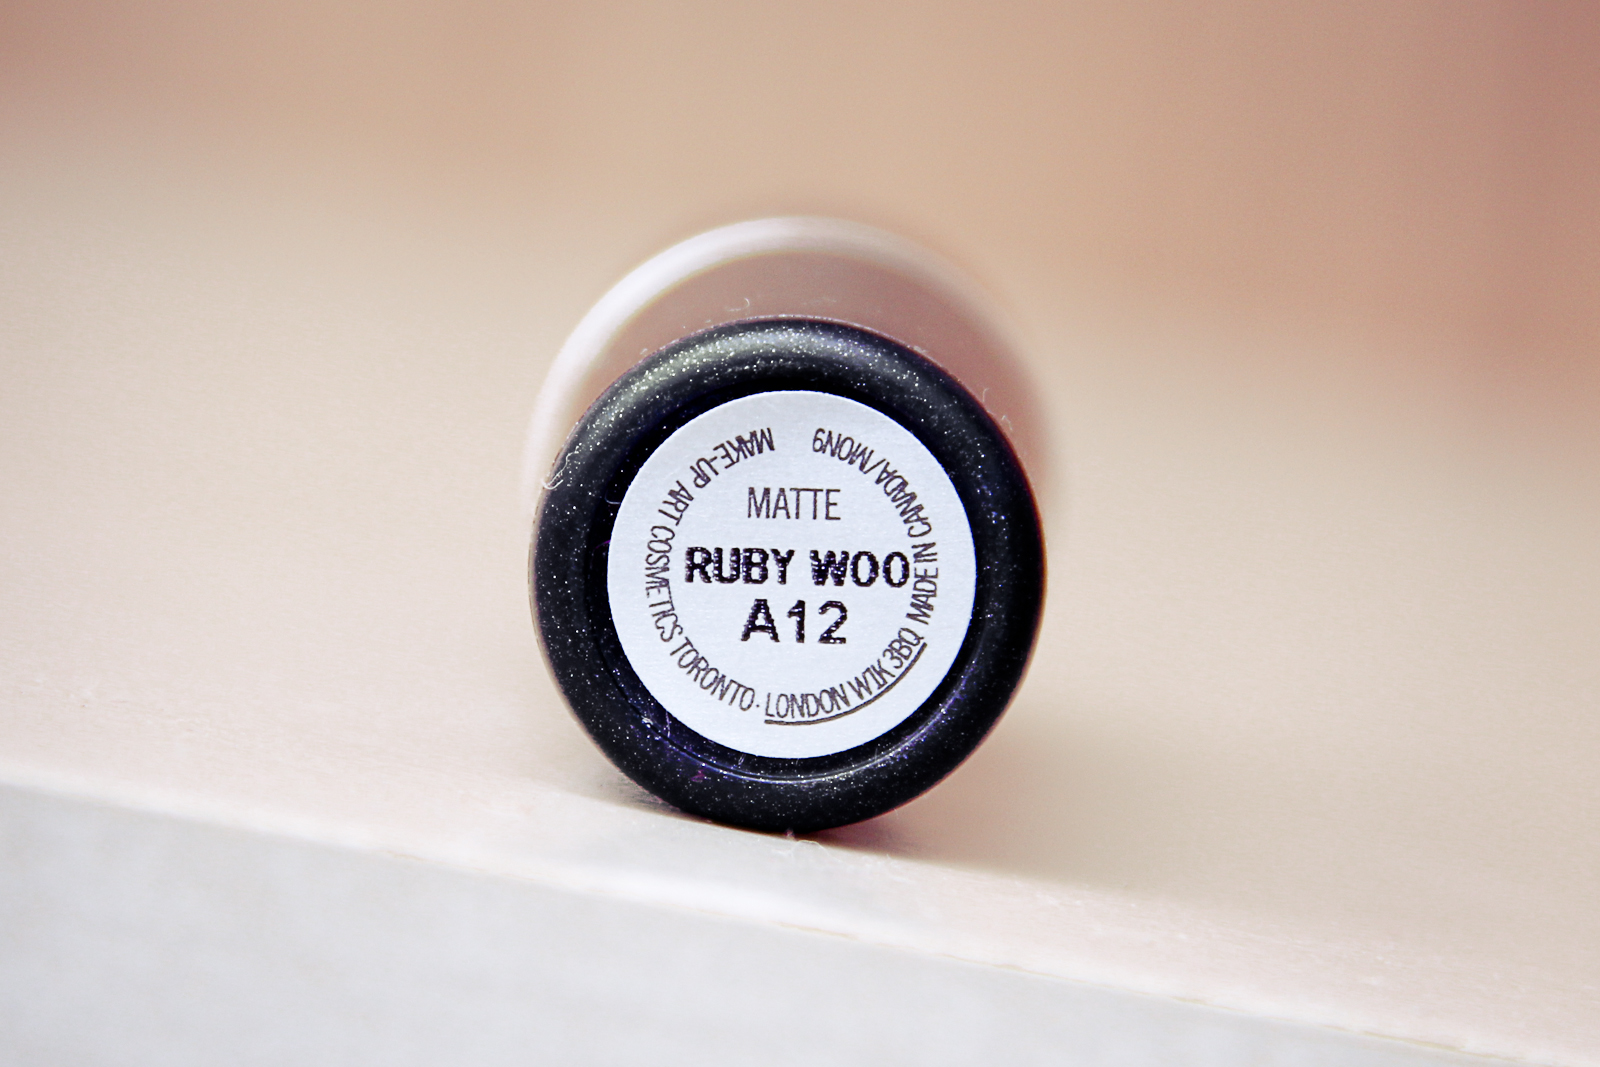 MATTE
RUBY WOO
A12
MAKE-UP ART COSMETICS TORONTO · LONDON W1K 3BQ MADE IN CANADA/MON9